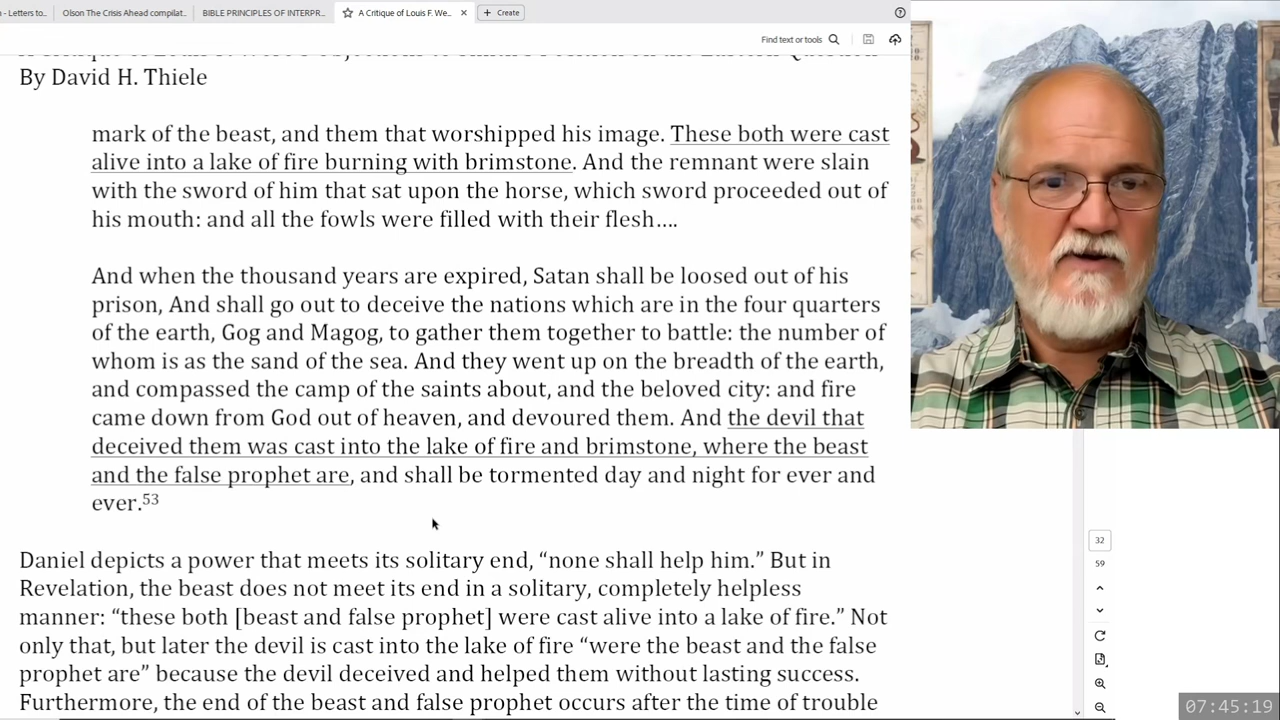 - Letters to...
Olson The Crisis Ahead compilat..
BIBLE PRINCIPLES OF INTERPR...
A Critique of Louis F. We...
Create
Find text or tools
By David H. Thiele
mark of the beast, and them that worshipped his image. These both were cast
alive into a lake of fire burning with brimstone. And the remnant were slain
with the sword of him that sat upon the horse, which sword proceeded out of
his mouth: and all the fowls were filled with their flesh….
And when the thousand years are expired, Satan shall be loosed out of his
prison, And shall go out to deceive the nations which are in the four quarters
of the earth, Gog and Magog, to gather them together to battle: the number of
whom is as the sand of the sea. And they went up on the breadth of the earth,
and compassed the camp of the saints about, and the beloved city: and fire
came down from God out of heaven, and devoured them. And the devil that
deceived them was cast into the lake of fire and brimstone, where the beast
and the false prophet are, and shall be tormented day and night for ever and
ever.53
Daniel depicts a power that meets its solitary end, “none shall help him.” But in
Revelation, the beast does not meet its end in a solitary, completely helpless
manner: “these both [beast and false prophet] were cast alive into a lake of fire.” Not
only that, but later the devil is cast into the lake of fire “were the beast and the false
prophet are” because the devil deceived and helped them without lasting success.
Furthermore, the end of the beast and false prophet occurs after the time of trouble
32
59
07:45:19